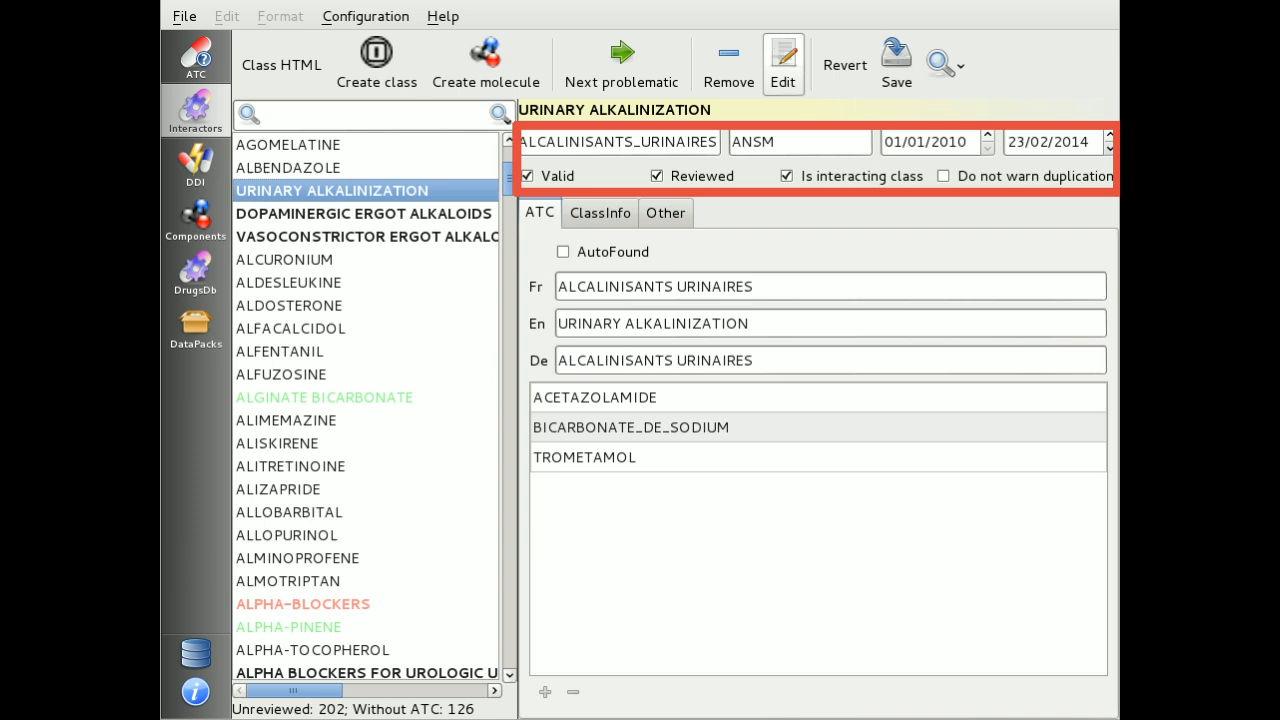 File Edit Format Configuration Help
ATC
Interactors
DDI
Components
DrugsDb
DataPacks
Class HTML Create class Create molecule Next problematic Remove Edit Revert Save
AGOMELATINE
ALBENDAZOLE
URINARY ALKALINIZATION
DOPAMINERGIC ERGOT ALKALOIDS
VASOCONSTRICTOR ERGOT ALKALC
ALCURONIUM
ALDESLEUKINE
ALDOSTERONE
ALFACALCIDOL
ALFENTANIL
ALFUZOSINE
ALGINATE BICARBONATE
ALIMEMAZINE
ALISKIRENE
ALITRETINOINE
ALIZAPRIDE
ALLOBARBITAL
ALLOPURINOL
ALMINOPROFENE
ALMOTRIPTAN
ALPHA-BLOCKERS
ALPHA-PINENE
ALPHA-TOCOPHEROL
ALPHA BLOCKERS FOR UROLOGIC U
Unreviewed: 202; Without ATC: 126
URINARY ALKALINIZATION
ALCALINISANTS_URINAIRES ANSM 01/01/2010 23/02/2014
Valid Reviewed Is interacting class Do not warn duplication
ATC ClassInfo Other
AutoFound
Fr ALCALINISANTS URINAIRES
En URINARY ALKALINIZATION
De ALCALINISANTS URINAIRES
ACETAZOLAMIDE
BICARBONATE_DE_SODIUM
TROMETAMOL